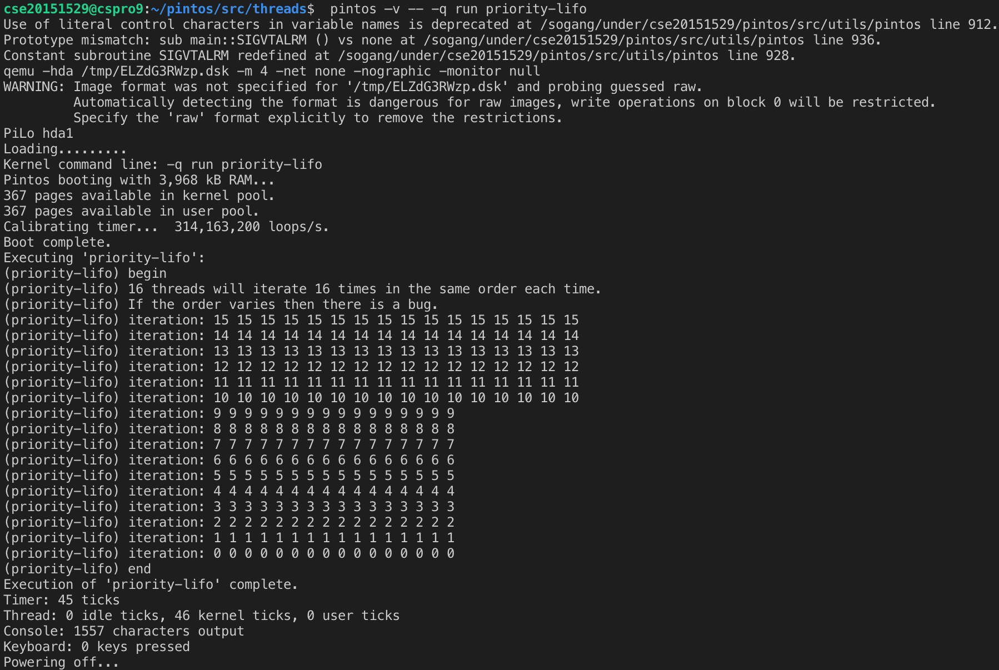 cse20151529@cspro9:~/pintos/src/threads$  pintos –v –– -q run priority-lifo
Use of literal control characters in variable names is deprecated at /sogang/under/cse20151529/pintos/src/utils/pintos line 912.
Prototype mismatch: sub main::SIGVTALRM () vs none at /sogang/under/cse20151529/pintos/src/utils/pintos line 936.
Constant subroutine SIGVTALRM redefined at /sogang/under/cse20151529/pintos/src/utils/pintos line 928.
qemu -hda /tmp/ELZdG3RWzp.dsk -m 4 -net none -nographic -monitor null
WARNING: Image format was not specified for '/tmp/ELZdG3RWzp.dsk' and probing guessed raw.
         Automatically detecting the format is dangerous for raw images, write operations on block 0 will be restricted.
         Specify the 'raw' format explicitly to remove the restrictions.
PiLo hda1
Loading.........
Kernel command line: -q run priority-lifo
Pintos booting with 3,968 kB RAM...
367 pages available in kernel pool.
367 pages available in user pool.
Calibrating timer...  314,163,200 loops/s.
Boot complete.
Executing 'priority-lifo':
(priority-lifo) begin
(priority-lifo) 16 threads will iterate 16 times in the same order each time.
(priority-lifo) If the order varies then there is a bug.
(priority-lifo) iteration: 15 15 15 15 15 15 15 15 15 15 15 15 15 15 15 15
(priority-lifo) iteration: 14 14 14 14 14 14 14 14 14 14 14 14 14 14 14 14
(priority-lifo) iteration: 13 13 13 13 13 13 13 13 13 13 13 13 13 13 13 13
(priority-lifo) iteration: 12 12 12 12 12 12 12 12 12 12 12 12 12 12 12 12
(priority-lifo) iteration: 11 11 11 11 11 11 11 11 11 11 11 11 11 11 11 11
(priority-lifo) iteration: 10 10 10 10 10 10 10 10 10 10 10 10 10 10 10 10
(priority-lifo) iteration: 9 9 9 9 9 9 9 9 9 9 9 9 9 9 9 9
(priority-lifo) iteration: 8 8 8 8 8 8 8 8 8 8 8 8 8 8 8 8
(priority-lifo) iteration: 7 7 7 7 7 7 7 7 7 7 7 7 7 7 7 7
(priority-lifo) iteration: 6 6 6 6 6 6 6 6 6 6 6 6 6 6 6 6
(priority-lifo) iteration: 5 5 5 5 5 5 5 5 5 5 5 5 5 5 5 5
(priority-lifo) iteration: 4 4 4 4 4 4 4 4 4 4 4 4 4 4 4 4
(priority-lifo) iteration: 3 3 3 3 3 3 3 3 3 3 3 3 3 3 3 3
(priority-lifo) iteration: 2 2 2 2 2 2 2 2 2 2 2 2 2 2 2 2
(priority-lifo) iteration: 1 1 1 1 1 1 1 1 1 1 1 1 1 1 1 1
(priority-lifo) iteration: 0 0 0 0 0 0 0 0 0 0 0 0 0 0 0 0
(priority-lifo) end
Execution of 'priority-lifo' complete.
Timer: 45 ticks
Thread: 0 idle ticks, 46 kernel ticks, 0 user ticks
Console: 1557 characters output
Keyboard: 0 keys pressed
Powering off...